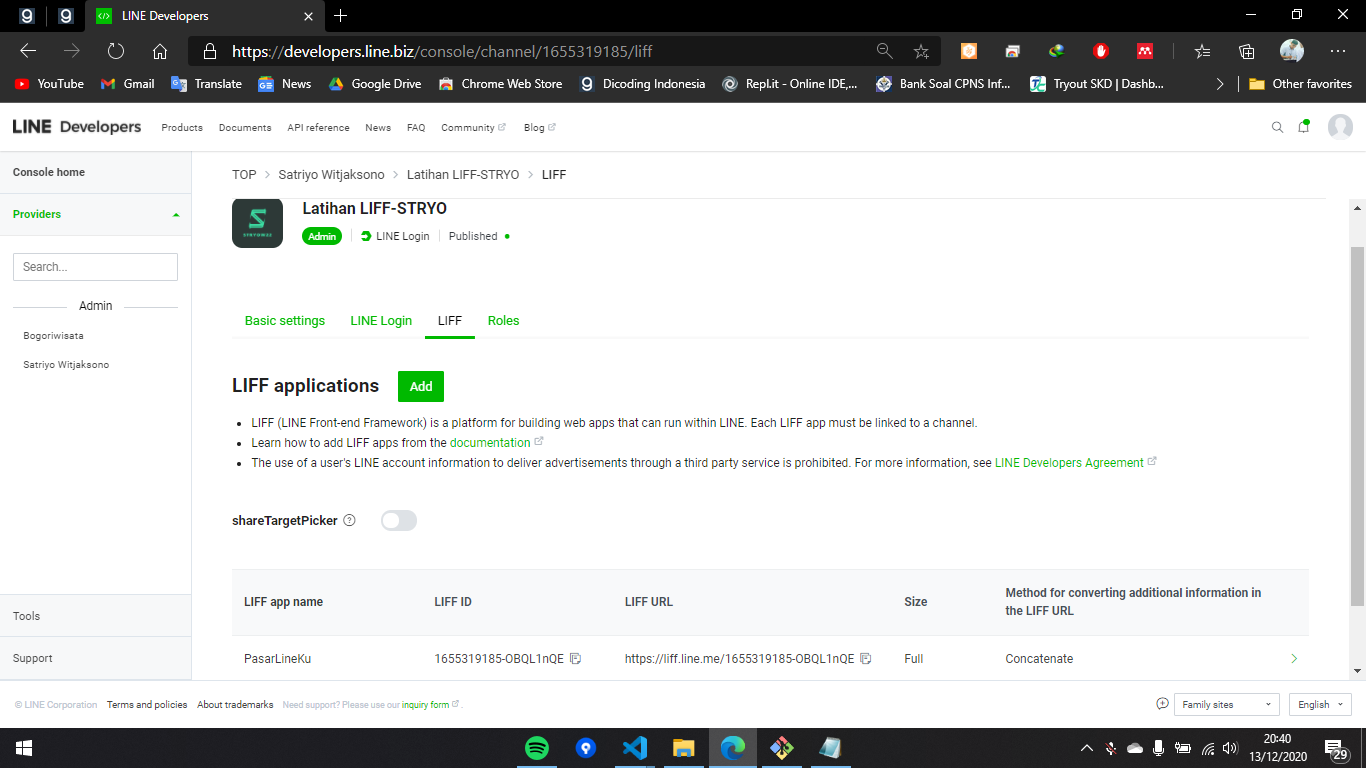 LINE Developers
https://developers.line.biz/console/channel/1655319185/liff
YouTube Gmail Translate News Google Drive Chrome Web Store Dicoding Indonesia Repl.it - Online IDE,... Bank Soal CPNS Inf... Tryout SKD | Dashb... Other favorites
LINE Developers Products Documents API reference News FAQ Community Blog
Console home
Providers
Search...
Admin
Bogoriwisata
Satriyo Witjaksono
Tools
Support
TOP > Satriyo Witjaksono > Latihan LIFF-STRYO > LIFF
Latihan LIFF-STRYO
Admin LINE Login Published
Basic settings LINE Login LIFF Roles
LIFF applications Add
• LIFF (LINE Front-end Framework) is a platform for building web apps that can run within LINE. Each LIFF app must be linked to a channel.
• Learn how to add LIFF apps from the documentation
• The use of a user's LINE account information to deliver advertisements through a third party service is prohibited. For more information, see LINE Developers Agreement
shareTargetPicker ?
LIFF app name LIFF ID LIFF URL Size Method for converting additional information in
the LIFF URL
PasarLineKu 1655319185-OBQL1nQE https://liff.line.me/1655319185-OBQL1nQE Full Concatenate
© LINE Corporation Terms and policies About trademarks Need support? Please use our inquiry form . Family sites English
20:40
13/12/2020
29